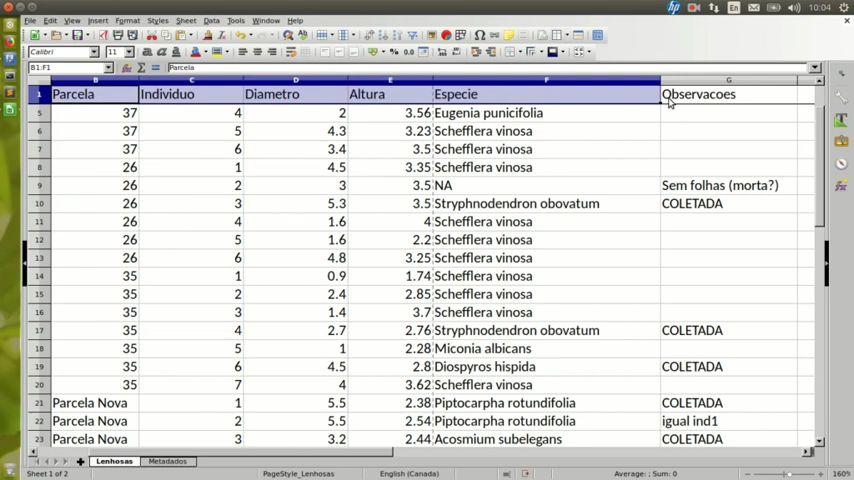 En 10:04
File Edit View Insert Format Styles Sheet Data Tools Window Help
Calibri 11
B1:F1 Parcela
B C D E F G
1 Parcela Individuo Diametro Altura Especie Observacoes
5 37 4 2 3.56 Eugenia punicifolia
6 37 5 4.3 3.23 Schefflera vinosa
7 37 6 3.4 3.5 Schefflera vinosa
8 26 1 4.5 3.35 Schefflera vinosa
9 26 2 3 3.5 NA Sem folhas (morta?)
10 26 3 5.3 3.5 Stryphnodendron obovatum COLETADA
11 26 4 1.6 4 Schefflera vinosa
12 26 5 1.6 2.2 Schefflera vinosa
13 26 6 4.8 3.25 Schefflera vinosa
14 35 1 0.9 1.74 Schefflera vinosa
15 35 2 2.4 2.85 Schefflera vinosa
16 35 3 1.4 3.7 Schefflera vinosa
17 35 4 2.7 2.76 Stryphnodendron obovatum COLETADA
18 35 5 1 2.28 Miconia albicans
19 35 6 4.5 2.8 Diospyros hispida COLETADA
20 35 7 4 3.62 Schefflera vinosa
21 Parcela Nova 1 5.5 2.38 Piptocarpha rotundifolia COLETADA
22 Parcela Nova 2 5.5 2.54 Piptocarpha rotundifolia igual ind1
23 Parcela Nova 3 3.2 2.44 Acosmium subelegans COLETADA
Lenhosas Metadados
Sheet 1 of 2 PageStyle_Lenhosas English (Canada) Average: ; Sum: 0 160%